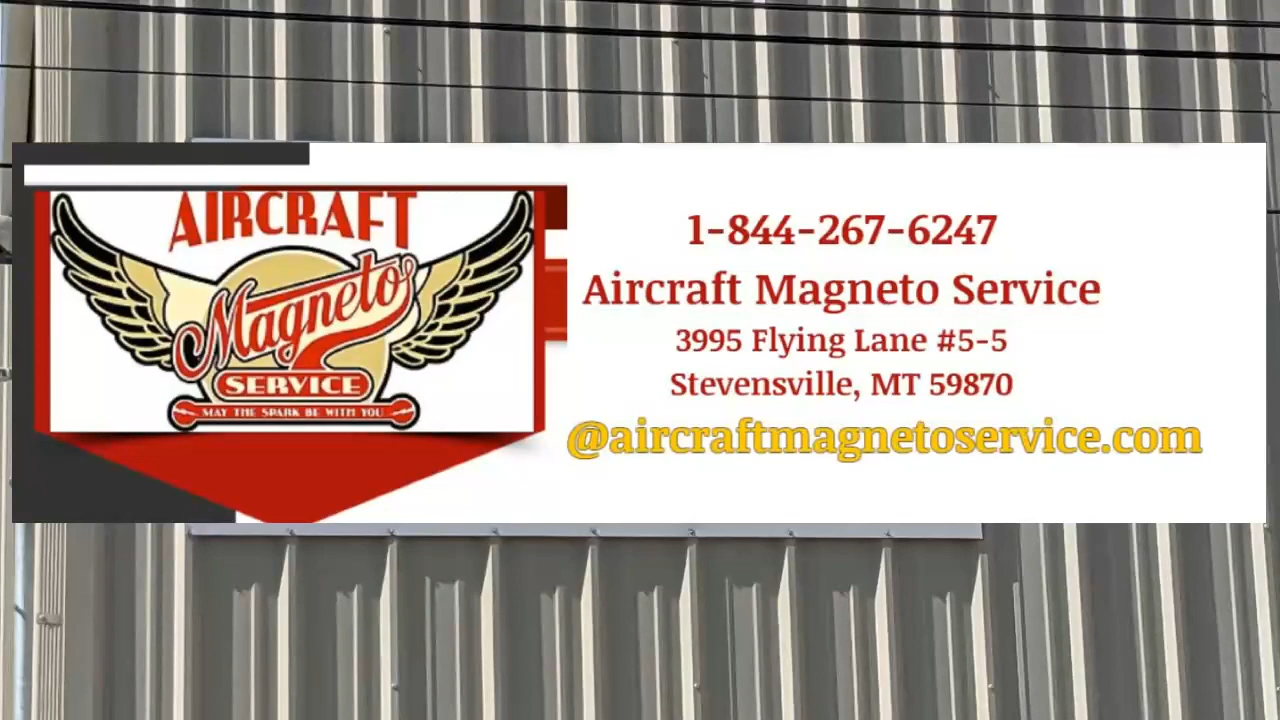 AIRCRAFT
Magneto
SERVICE
MAY THE SPARK BE WITH YOU
1-844-267-6247
Aircraft Magneto Service
3995 Flying Lane #5-5
Stevensville, MT 59870
@aircraftmagnetoservice.com